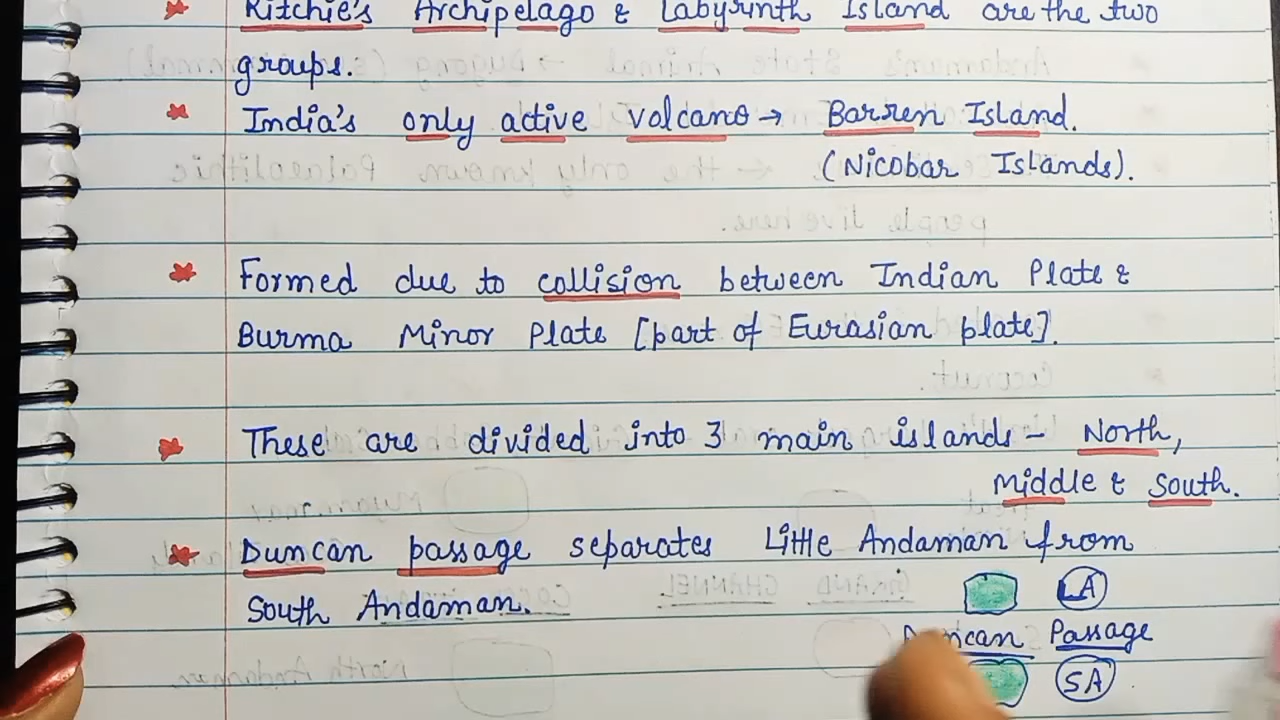 Ritchie's Archipelago & Labyrinth Island are the two
groups.
India's only active volcano → Barren Island.
(Nicobar Islands).
Formed due to collision between Indian Plate &
Burma Minor Plate [part of Eurasian plate].
These are divided into 3 main islands - North,
Middle & South.
Duncan passage separates Little Andaman from
South Andaman.
LA
Passage
SA